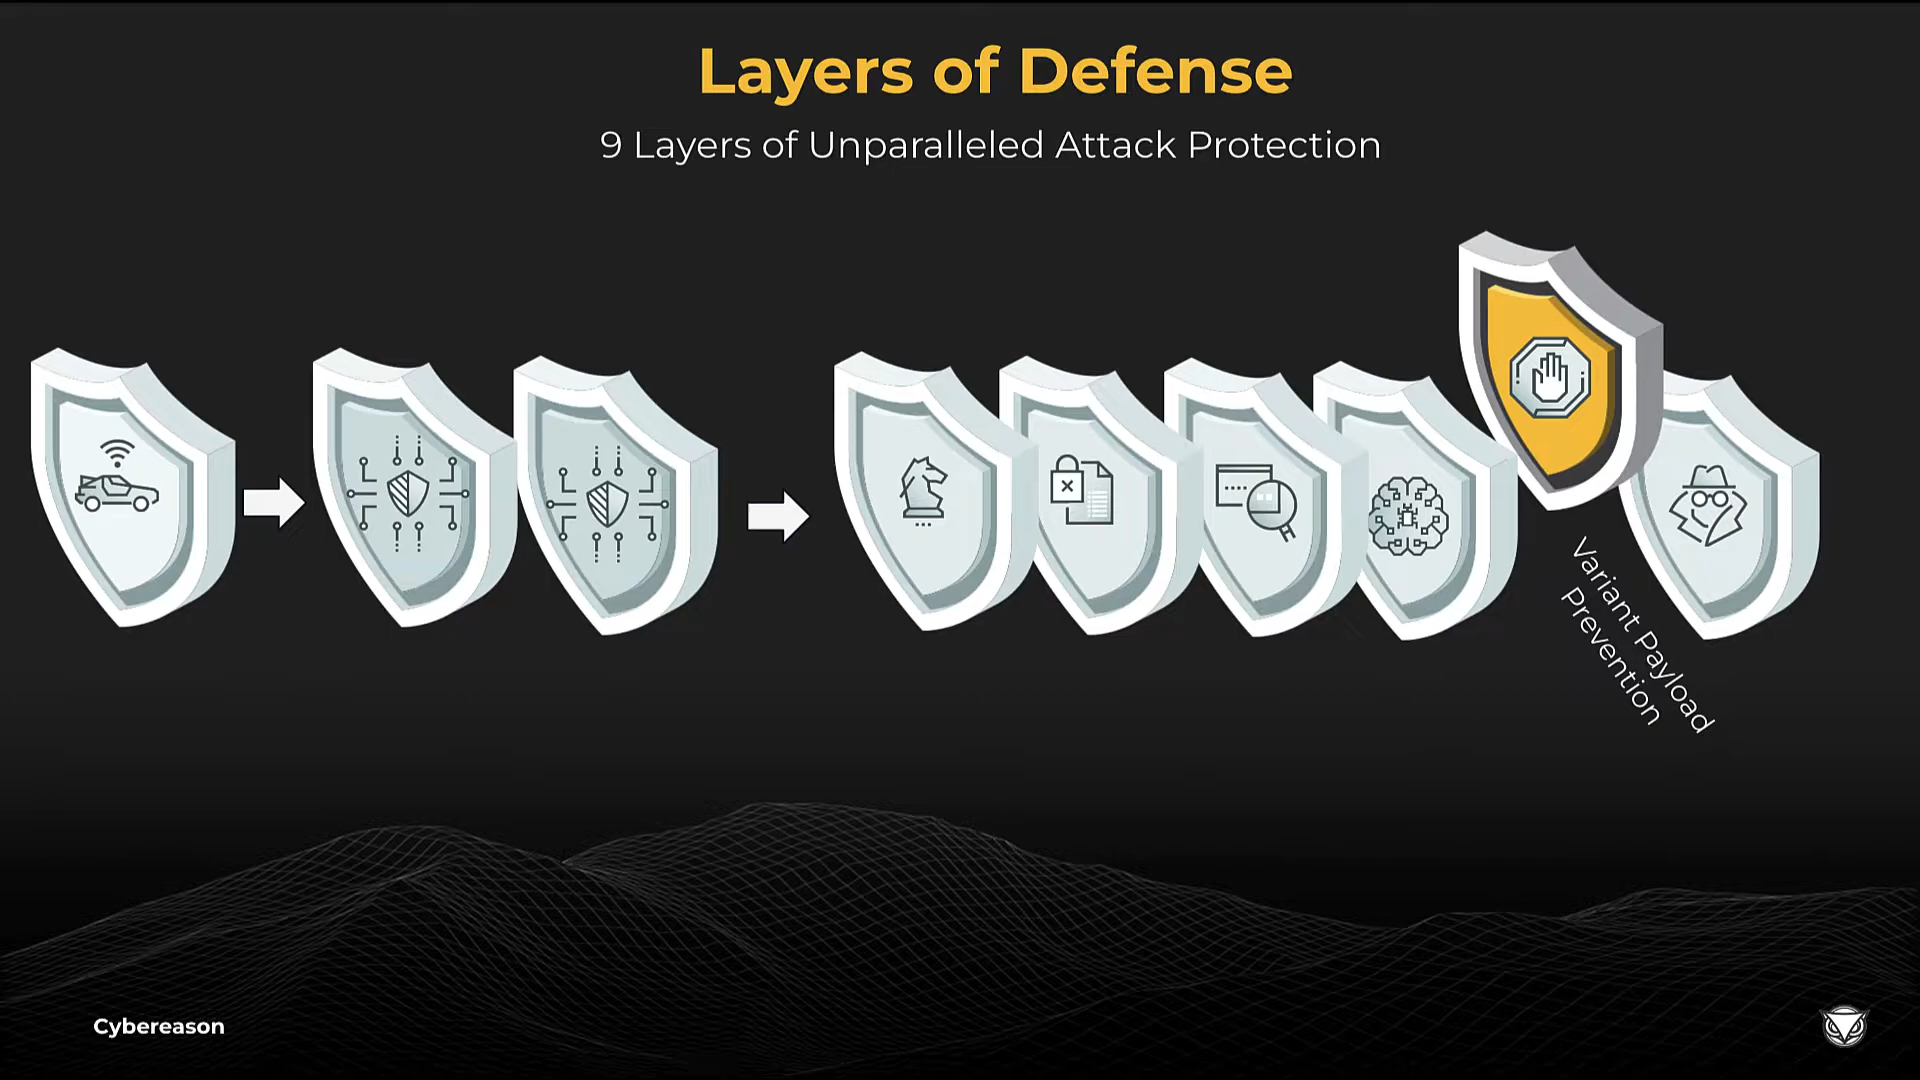 Layers of Defense
9 Layers of Unparalleled Attack Protection
Variant Payload
Prevention
Cybereason